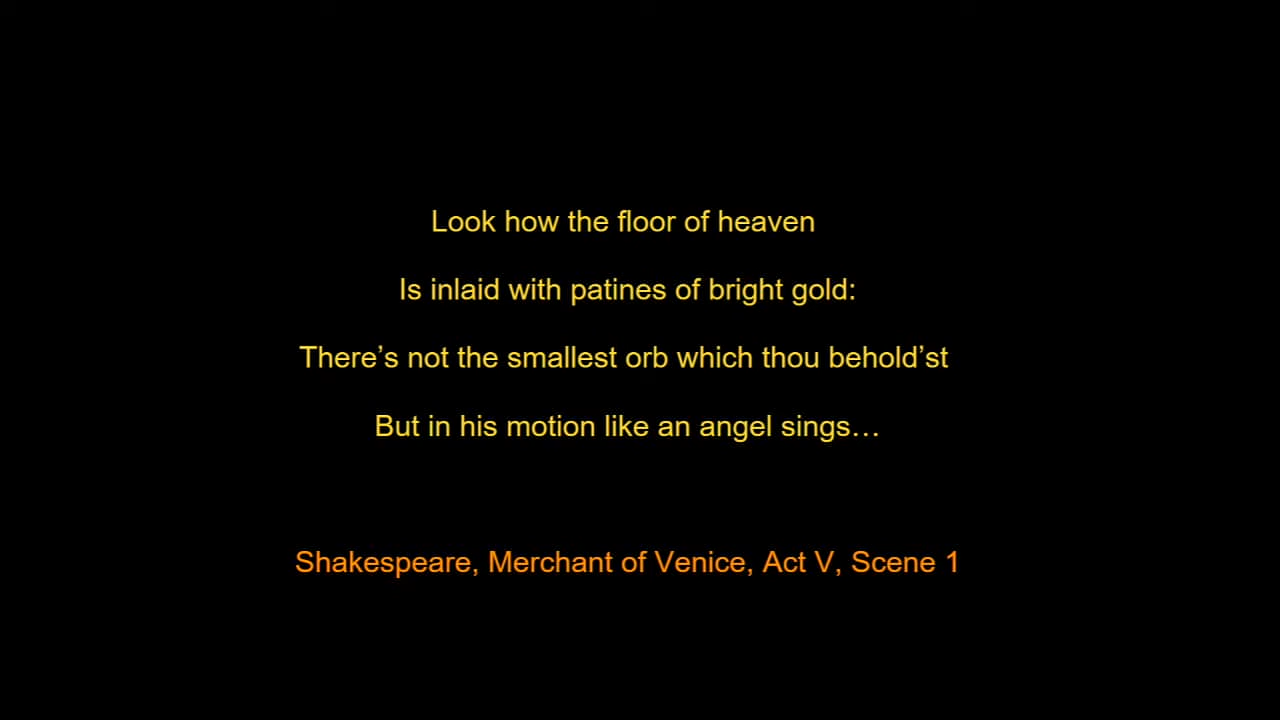 Look how the floor of heaven
Is inlaid with patines of bright gold:
There’s not the smallest orb which thou behold’st
But in his motion like an angel sings…
Shakespeare, Merchant of Venice, Act V, Scene 1